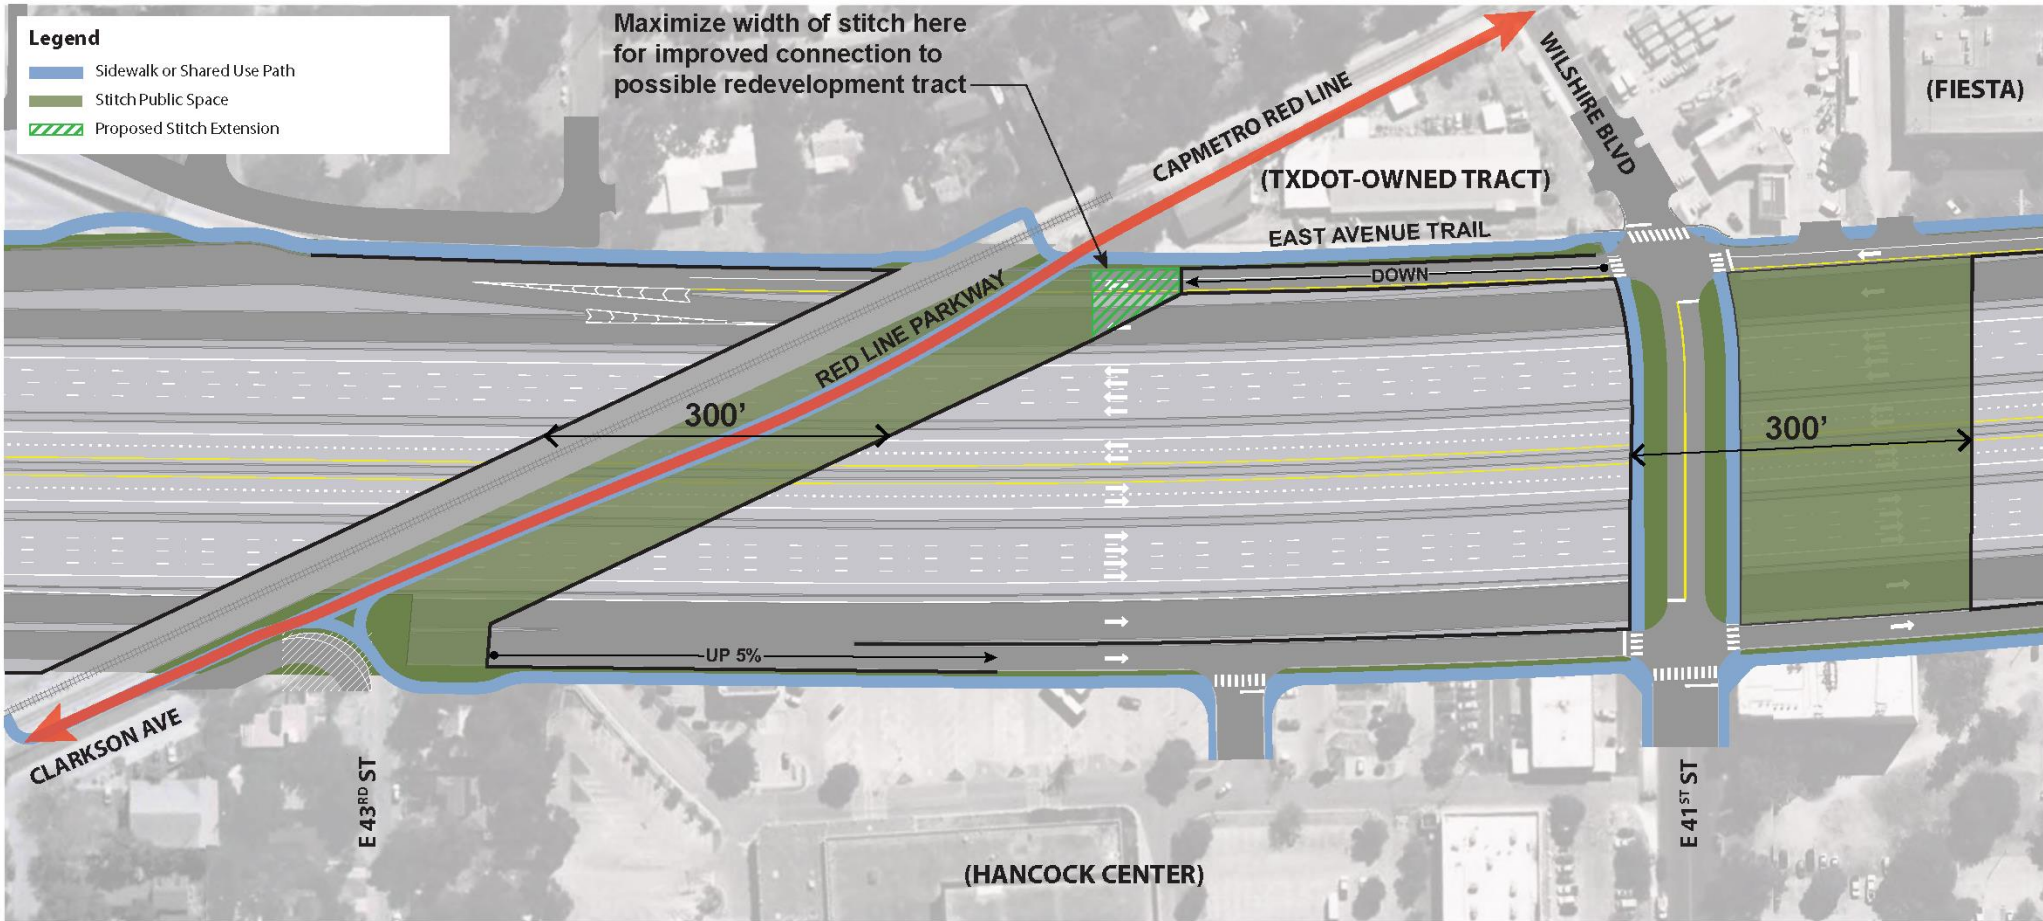 Legend
Sidewalk or Shared Use Path
Stitch Public Space
Proposed Stitch Extension
Maximize width of stitch here
for improved connection to
possible redevelopment tract
CAPMETRO RED LINE
WILSHIRE BLVD
(FIESTA)
(TXDOT-OWNED TRACT)
EAST AVENUE TRAIL
DOWN
RED LINE PARKWAY
300’
300’
UP 5%
CLARKSON AVE
E 43RD ST
E 41ST ST
(HANCOCK CENTER)